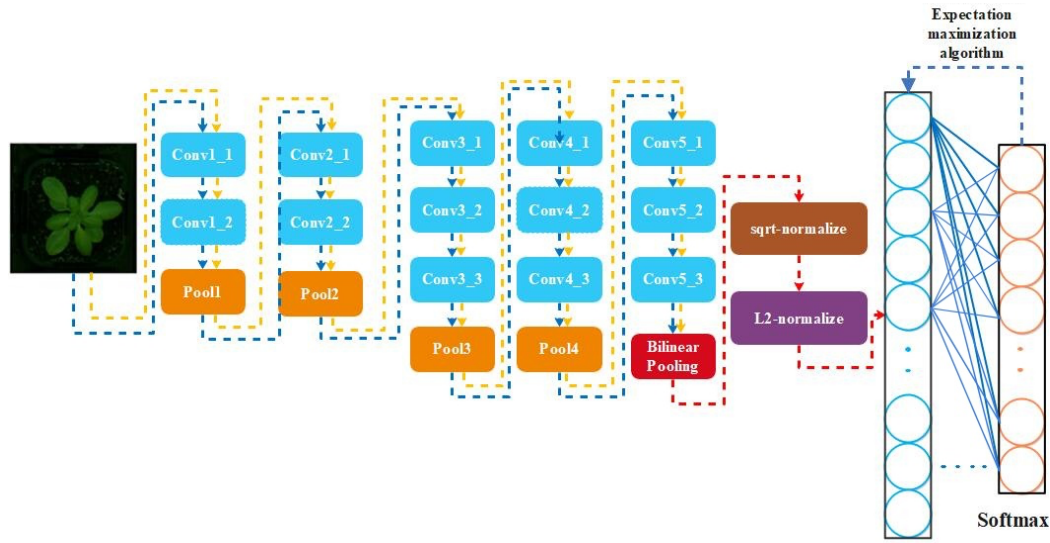 Expectation
maximization
algorithm
Conv1_1
Conv1_2
Pool1
Conv2_1
Conv2_2
Pool2
Conv3_1
Conv3_2
Conv3_3
Pool3
Conv4_1
Conv4_2
Conv4_3
Pool4
Conv5_1
Conv5_2
Conv5_3
Bilinear
Pooling
sqrt-normalize
L2-normalize
Softmax